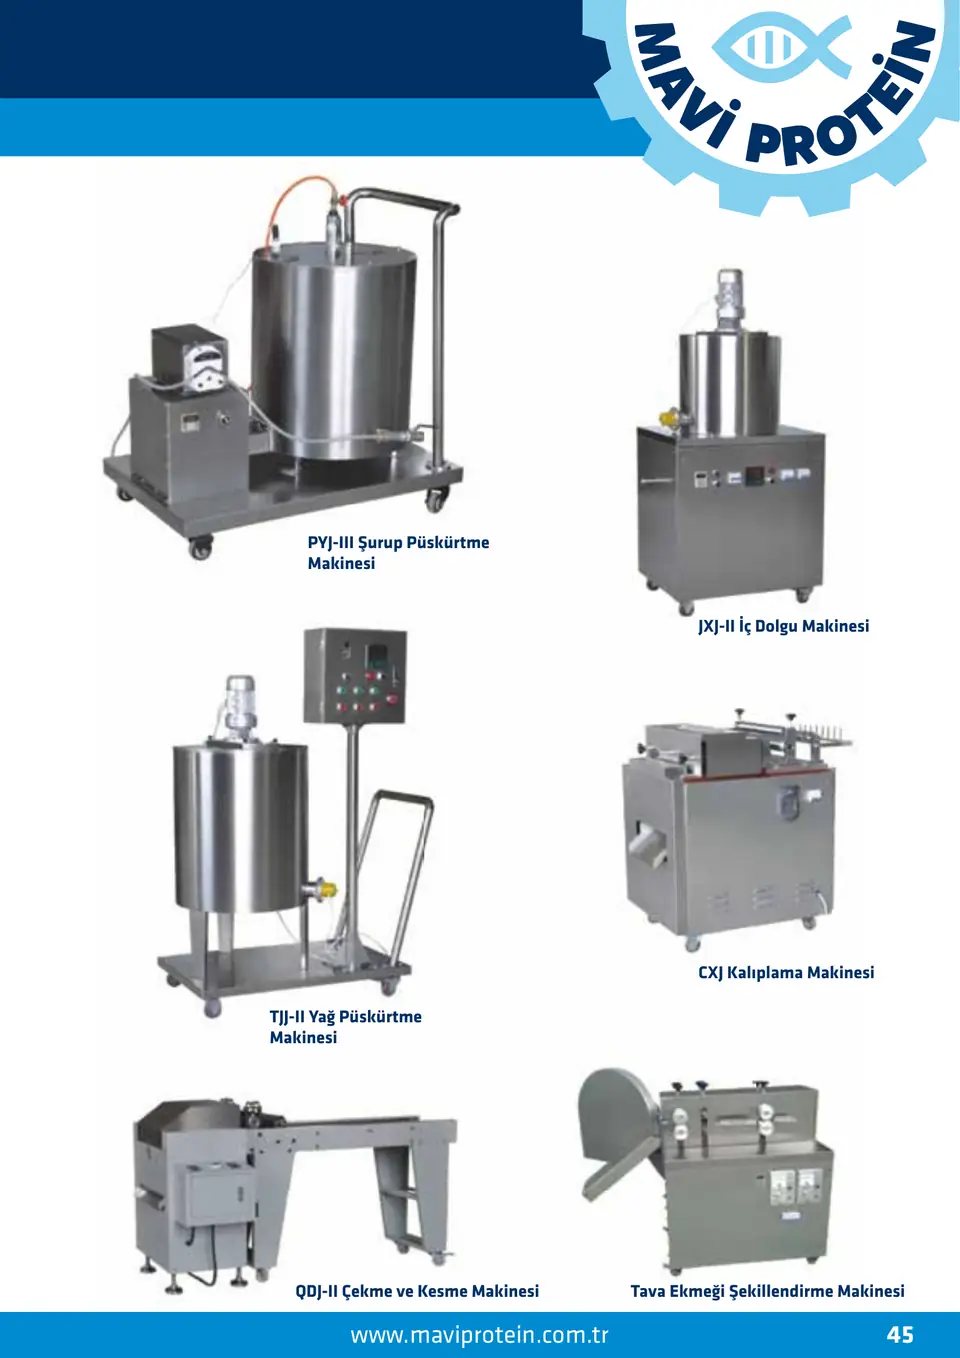 MAVİ PROTEİN
PYJ-III Şurup Püskürtme
Makinesi
JXJ-II İç Dolgu Makinesi
TJJ-II Yağ Püskürtme
Makinesi
CXJ Kalıplama Makinesi
QDJ-II Çekme ve Kesme Makinesi
Tava Ekmeği Şekillendirme Makinesi
www.maviprotein.com.tr
45